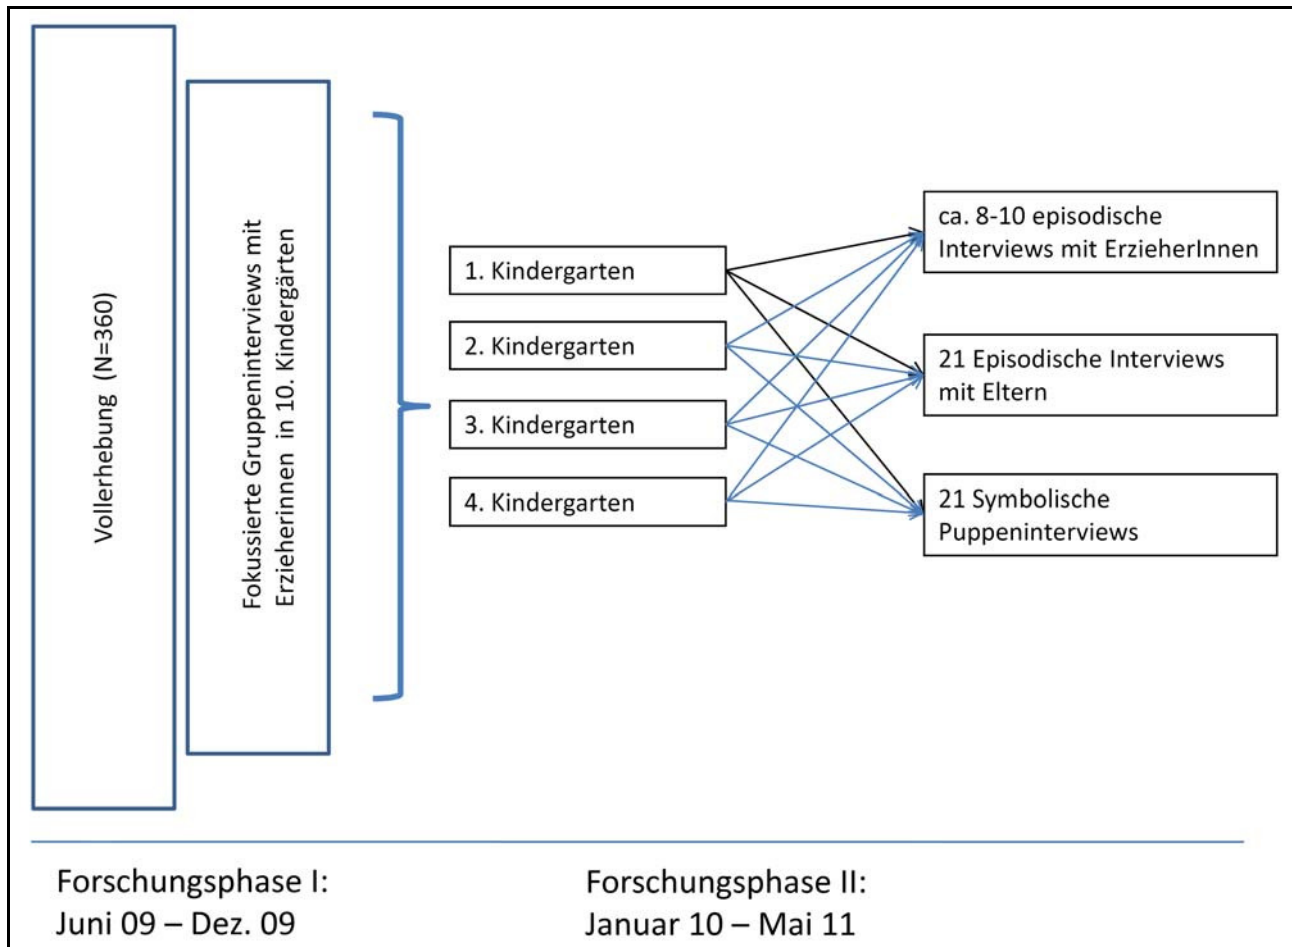 Vollerhebung (N=360)
Fokussierte Gruppeninterviews mit
Erzieherinnen in 10. Kindergärten
1. Kindergarten
2. Kindergarten
3. Kindergarten
4. Kindergarten
ca. 8-10 episodische
Interviews mit ErzieherInnen
21 Episodische Interviews
mit Eltern
21 Symbolische
Puppeninterviews
Forschungsphase I:
Juni 09 – Dez. 09
Forschungsphase II:
Januar 10 – Mai 11